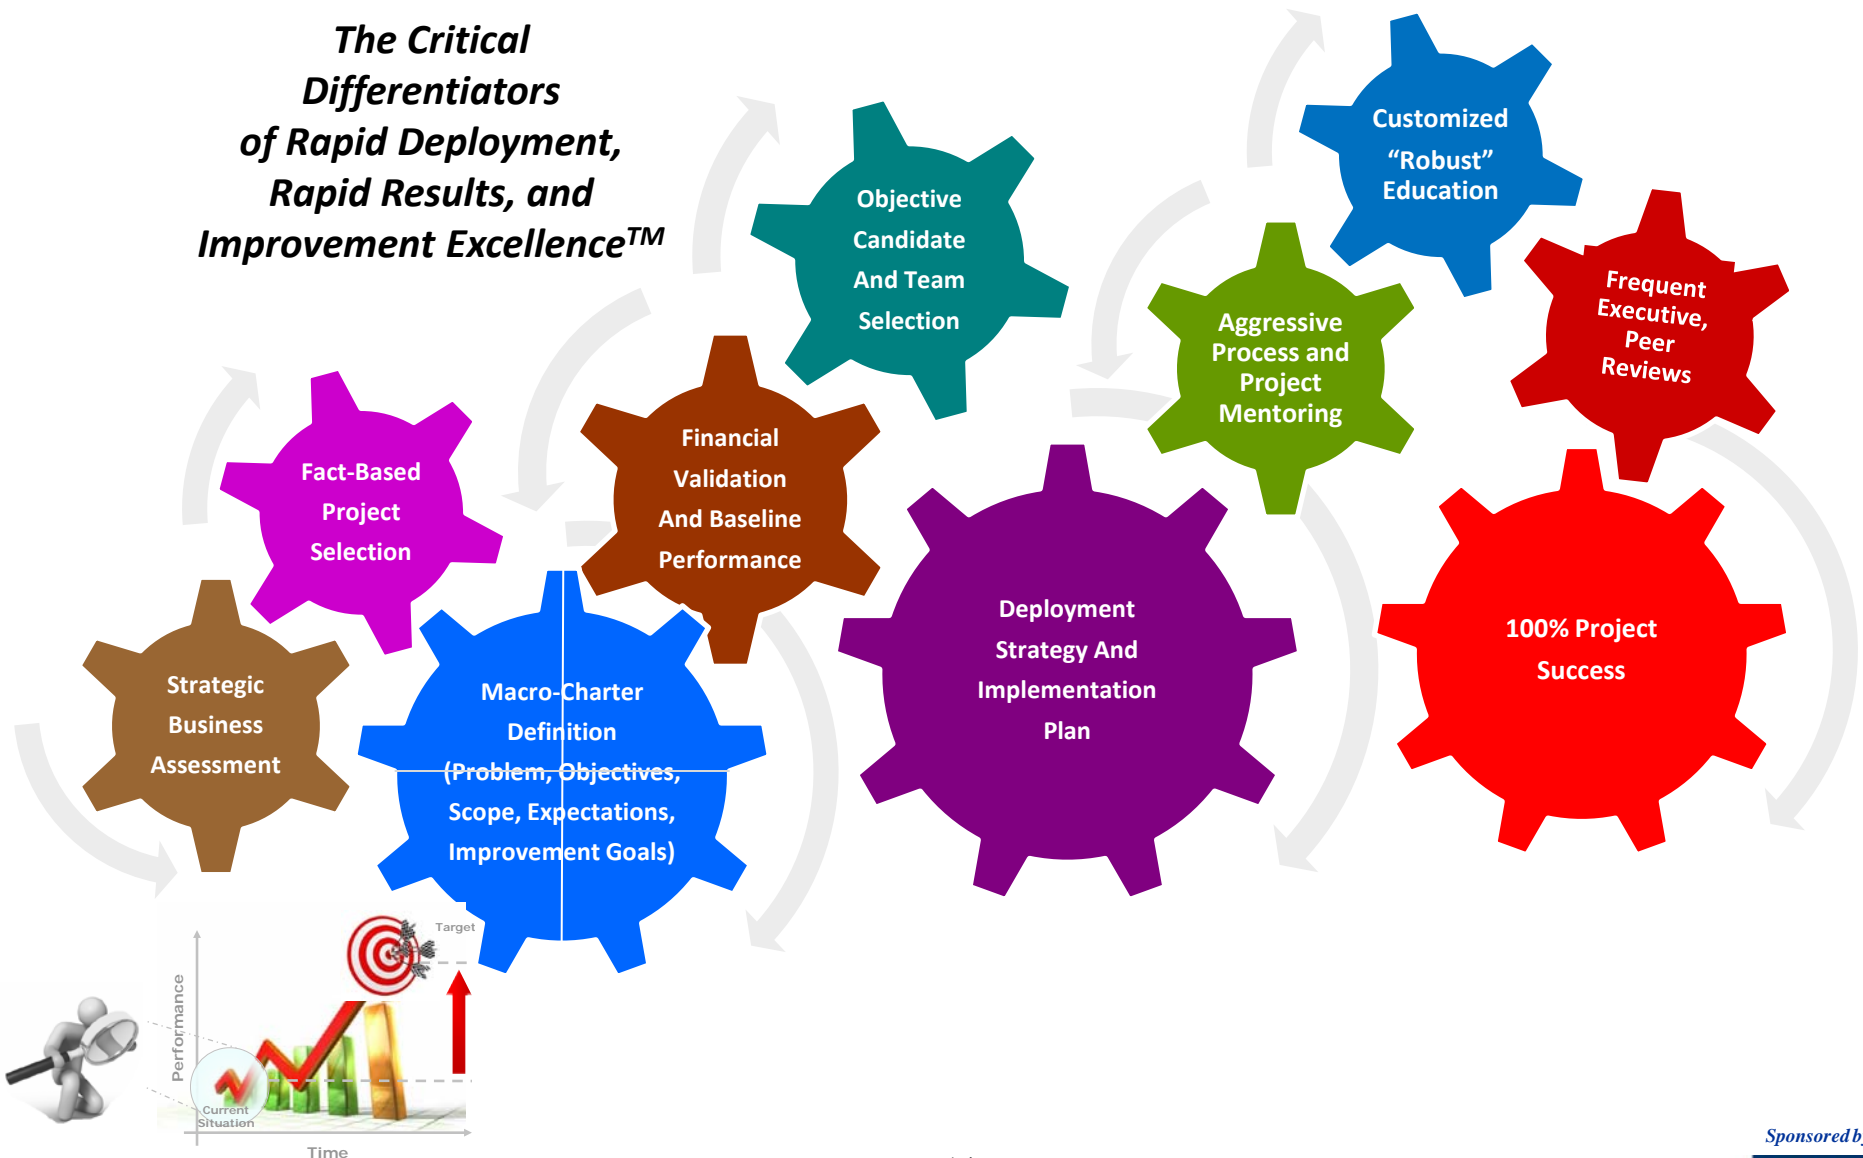 The Critical
Differentiators
of Rapid Deployment,
Rapid Results, and
Improvement Excellence™
Strategic
Business
Assessment
Fact-Based
Project
Selection
Macro-Charter
Definition
(Problem, Objectives,
Scope, Expectations,
Improvement Goals)
Financial
Validation
And Baseline
Performance
Objective
Candidate
And Team
Selection
Deployment
Strategy And
Implementation
Plan
Aggressive
Process and
Project
Mentoring
Customized
“Robust”
Education
Frequent
Executive,
Peer
Reviews
100% Project
Success
Target
Performance
Current
Situation
Time
Sponsored